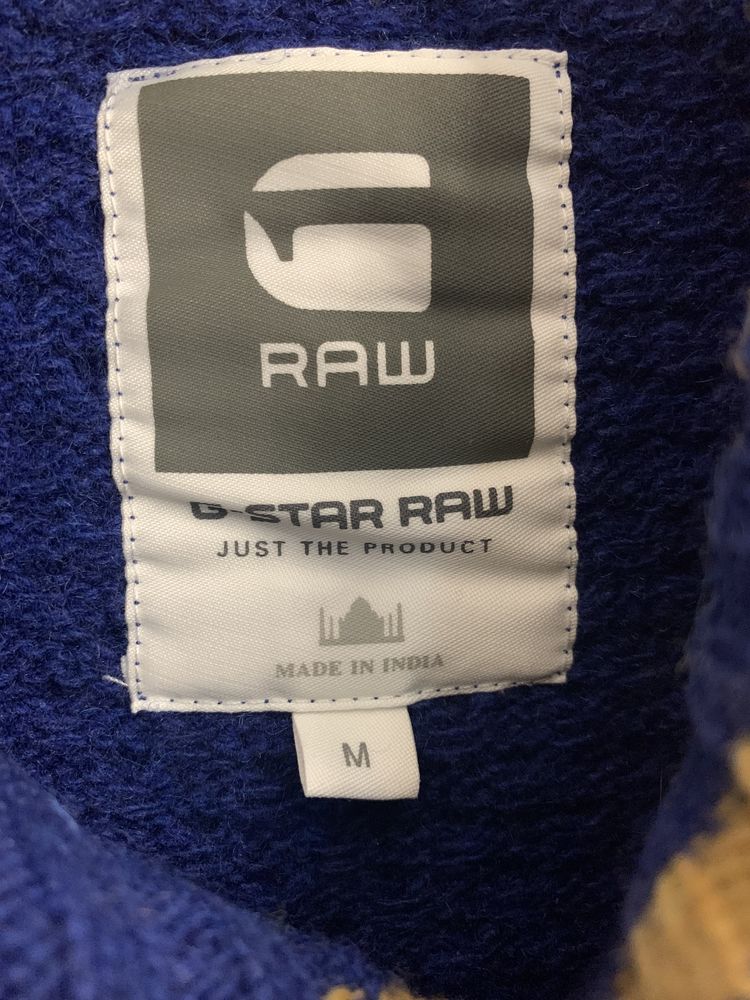 RAW
G-STAR RAW
JUST THE PRODUCT
MADE IN INDIA
M